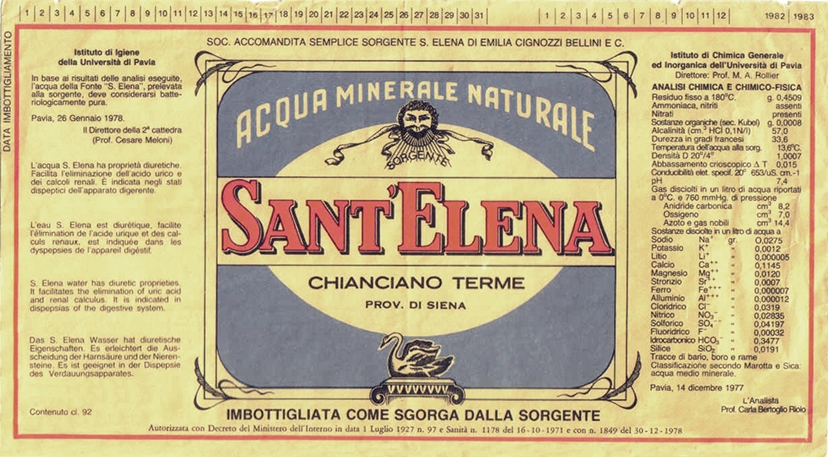 1 2 3 4 5 6 7 8 9 10 11 12 13 14 15 16 17 18 19 20 21 22 23 24 25 26 27 28 29 30 31 1 2 3 4 5 6 7 8 9 10 11 12 1982 1983
DATA IMBOTTIGLIAMENTO
SOC. ACCOMANDITA SEMPLICE SORGENTE S. ELENA DI EMILIA CIGNOZZI BELLINI E C.
Istituto di Igiene
della Università di Pavia
In base ai risultati delle analisi eseguite,
l'acqua della Fonte "S. Elena", prelevata
alla sorgente, deve considerarsi batte-
riologicamente pura.
Pavia, 26 Gennaio 1978.
Il Direttore della 2ª cattedra
(Prof. Cesare Meloni)
L'acqua S. Elena ha proprietà diuretiche.
Facilita l'eliminazione dell'acido urico e
dei calcoli renali. È indicata negli stati
dispeptici dell'apparato digerente.
L'eau S. Elena est diurétique, facilite
l'élimination de l'acide urique et des cal-
culs renaux, est indiquée dans les
dyspepsies de l'appareil digéstif.
S. Elena water has diuretic proprieties.
It facilitates the elimination of uric acid
and renal calculus. It is indicated in
dispepsias of the digestive system.
Das S. Elena Wasser hat diuretische
Eigenschaften. Es erleichtert die Aus-
scheidung der Harnsäure und der Nieren-
steine. Es ist geeignet in der Dispepsie
des Verdauungsapparates.
Contenuto cl. 92
ACQUA MINERALE NATURALE
SORGENTE
SANT'ELENA
CHIANCIANO TERME
PROV. DI SIENA
IMBOTTIGLIATA COME SGORGA DALLA SORGENTE
Autorizzata con Decreto del Ministero dell'Interno in data 1 Luglio 1927 n. 97 e Sanità n. 1178 del 16-10-1971 e con n. 1849 del 30-12-1978
Istituto di Chimica Generale
ed Inorganica dell'Università di Pavia
Direttore: Prof. M. A. Rollier
ANALISI CHIMICA E CHIMICO-FISICA
Residuo fisso a 180°C. g. 0,4509
Ammoniaca, nitriti assenti
Nitrati presenti
Sostanze organiche (sec. Kubel) g. 0,0008
Alcalinità (cm.³ HCl 0,1N/l) 57,0
Durezza in gradi francesi 33,6
Temperatura dell'acqua alla sorg. 13,6°C.
Densità D 20°/4° 1,0007
Abbassamento crioscopico Δ T 0,015
Conducibilità elet. specif. 20° 653/uS.cm.-1
pH 7,4
Gas disciolti in un litro di acqua riportati
a 0°C. e 760 mmHg. di pressione
Anidride carbonica cm³ 8,2
Ossigeno cm³ 7,0
Azoto e gas nobili cm³ 14,4
Sostanze disciolte in un litro di acqua a
Sodio Na⁺ gr. 0,0275
Potassio K⁺ " 0,0012
Litio Li⁺ " 0,000005
Calcio Ca⁺⁺ " 0,1145
Magnesio Mg⁺⁺ " 0,0120
Stronzio Sr⁺⁺ " 0,0007
Ferro Fe⁺⁺⁺ " 0,000007
Alluminio Al⁺⁺⁺ " 0,000012
Cloridrico Cl⁻ " 0,0319
Nitrico NO₃⁻ " 0,02835
Solforico SO₄⁻⁻ " 0,04197
Fluoridrico F⁻ " 0,00032
Idrocarbonico HCO₃⁻ " 0,3477
Silice SiO₂ " 0,0191
Tracce di bario, boro e rame
Classificazione secondo Marotta e Sica:
acqua medio minerale.
Pavia, 14 dicembre 1977
L'Analista
Prof. Carla Bertoglio Riolo